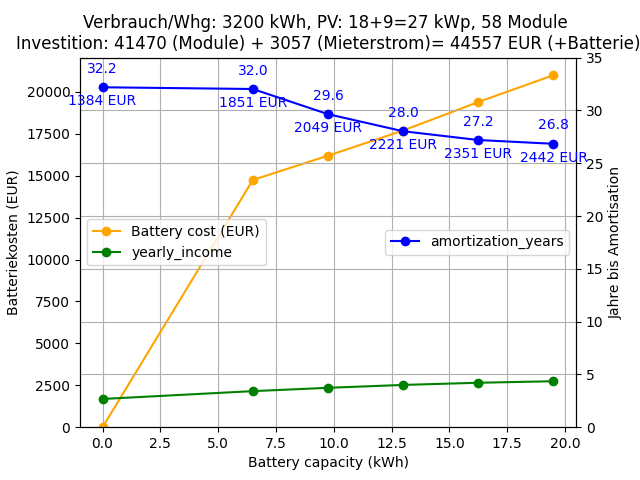 Verbrauch/Whg: 3200 kWh, PV: 18+9=27 kWp, 58 Module
Investition: 41470 (Module) + 3057 (Mieterstrom)= 44557 EUR (+Batterie)
32.2
32.0
29.6
28.0
27.2
26.8
1384 EUR
1851 EUR
2049 EUR
2221 EUR
2351 EUR
2442 EUR
Battery cost (EUR)
yearly_income
amortization_years
Batteriekosten (EUR)
20000
17500
15000
12500
10000
7500
5000
2500
0
Jahre bis Amortisation
35
30
25
20
15
10
5
0
0.0
2.5
5.0
7.5
10.0
12.5
15.0
17.5
20.0
Battery capacity (kWh)